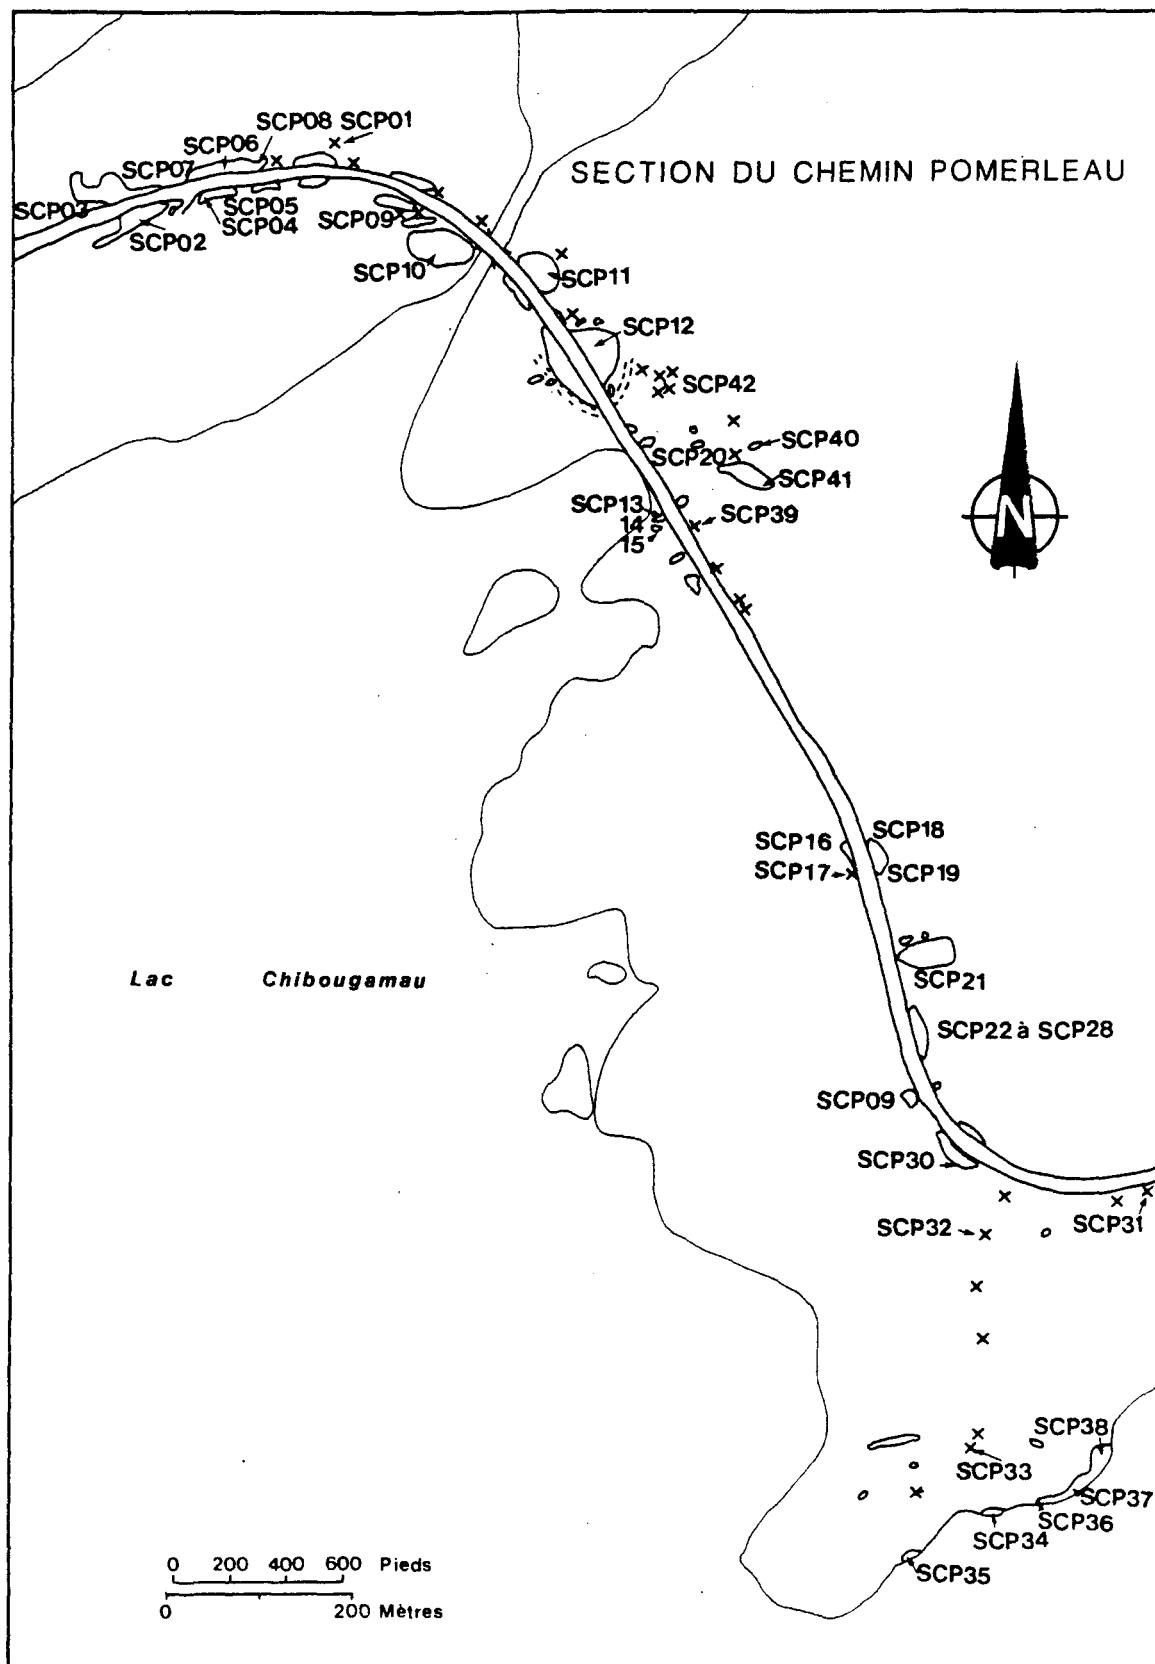 SCP08 SCP01
SCP06
SCP07
SECTION DU CHEMIN POMERLEAU
SCP03
SCP05
SCP04
SCP09
SCP02
SCP10
SCP11
SCP12
SCP42
SCP40
SCP20
SCP41
SCP13
SCP39
14
15
N
SCP18
SCP16
SCP17
SCP19
Lac Chibougamau
SCP21
SCP22 à SCP28
SCP09
SCP30
SCP32
SCP31
SCP38
SCP33
SCP37
SCP36
SCP34
SCP35
0 200 400 600 Pieds
0 200 Mètres